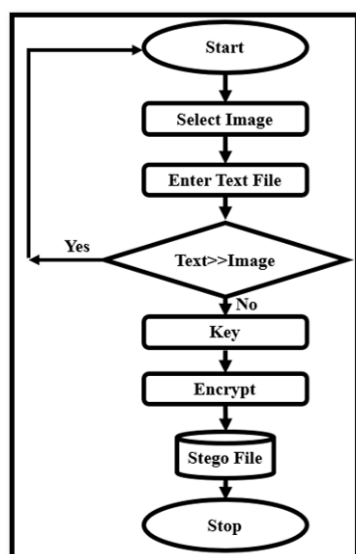 Start
Select Image
Enter Text File
Yes
Text>>Image
No
Key
Encrypt
Stego File
Stop